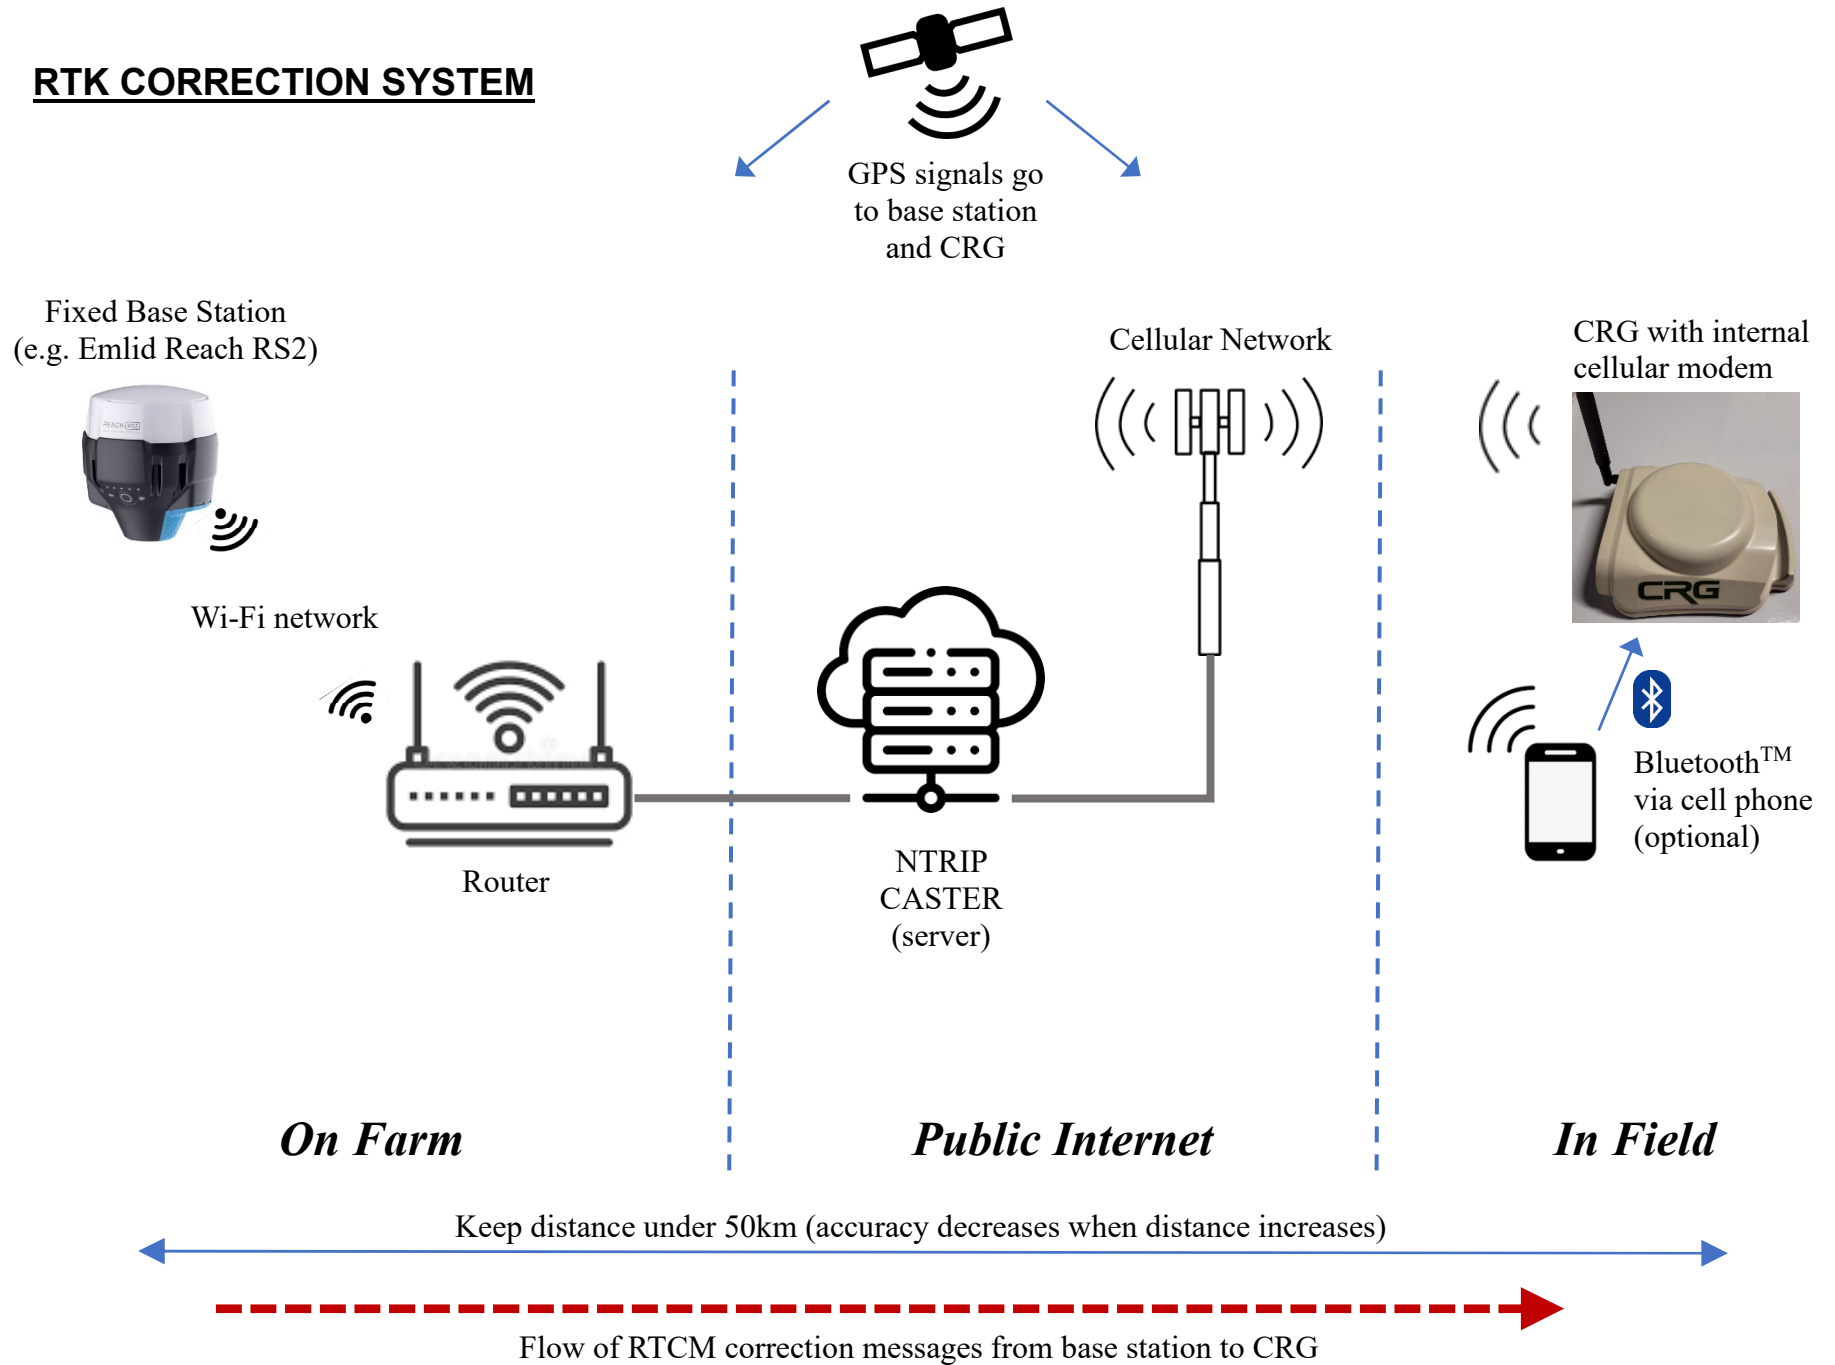 RTK CORRECTION SYSTEM
GPS signals go
to base station
and CRG
Fixed Base Station
(e.g. Emlid Reach RS2)
REACH RS2
Wi-Fi network
Router
Cellular Network
NTRIP
CASTER
(server)
CRG with internal
cellular modem
CRG
Bluetooth™
via cell phone
(optional)
On Farm
Public Internet
In Field
Keep distance under 50km (accuracy decreases when distance increases)
Flow of RTCM correction messages from base station to CRG